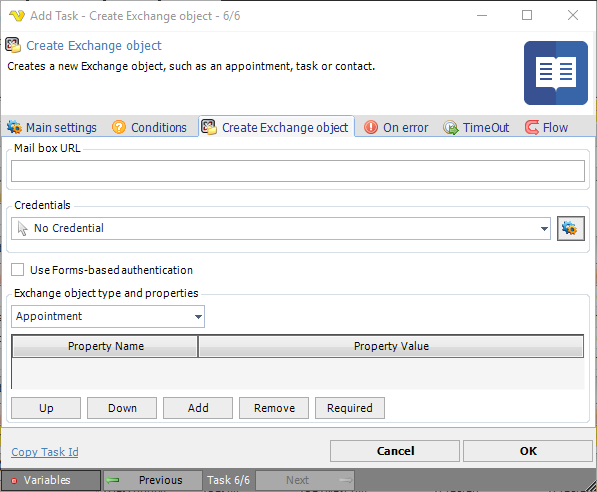 Add Task - Create Exchange object - 6/6
Create Exchange object
Creates a new Exchange object, such as an appointment, task or contact.
Main settings Conditions Create Exchange object On error TimeOut Flow
Mail box URL
Credentials
No Credential
Use Forms-based authentication
Exchange object type and properties
Appointment
Property Name Property Value
Up Down Add Remove Required
Copy Task Id Cancel OK
Variables Previous Task 6/6 Next